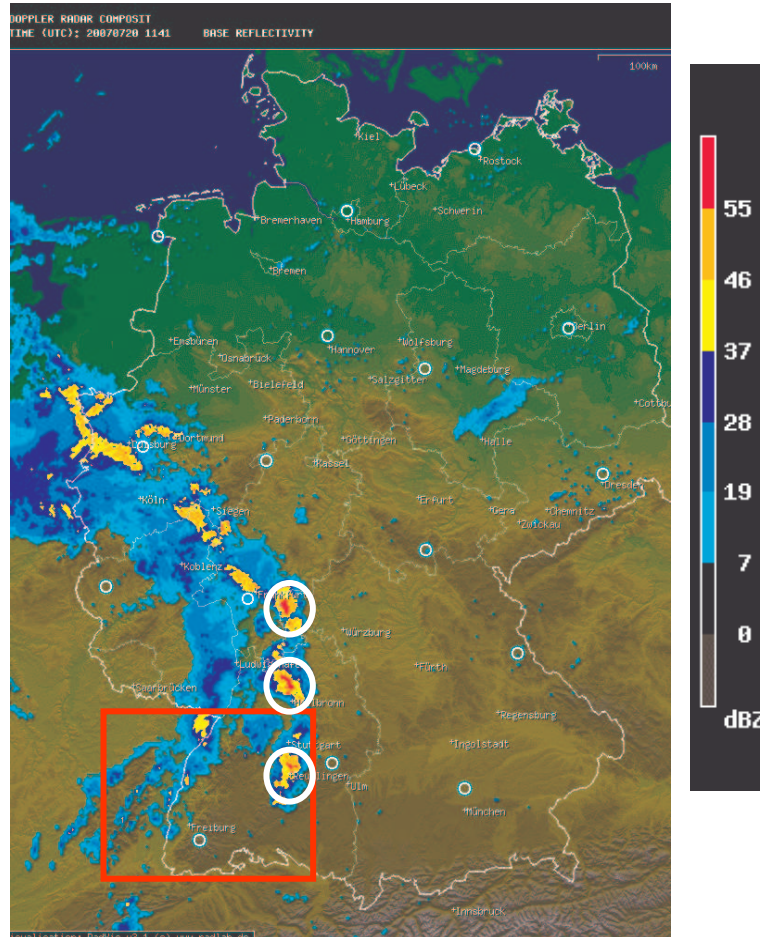 DOPPLER RADAR COMPOSIT
TIME (UTC): 20070720 1141 BASE REFLECTIVITY
100km
Kiel
Rostock
Lübeck
Schwerin
Bremerhaven
Hamburg
Bremen
Berlin
Emsbüren
Hannover
Wolfsburg
Osnabrück
Magdeburg
Münster
Bielefeld
Salzgitter
Cottbu
Paderborn
Dortmund
Göttingen
Halle
Kassel
Dresde
Köln
Siegen
Erfurt
Gera
Chemnitz
Zwickau
Koblenz
Würzburg
Fürth
Saarbrücken
Regensburg
Stuttgart
Ingolstadt
Reutlingen
Ulm
München
Freiburg
Innsbruck
55
46
37
28
19
7
0
dBZ